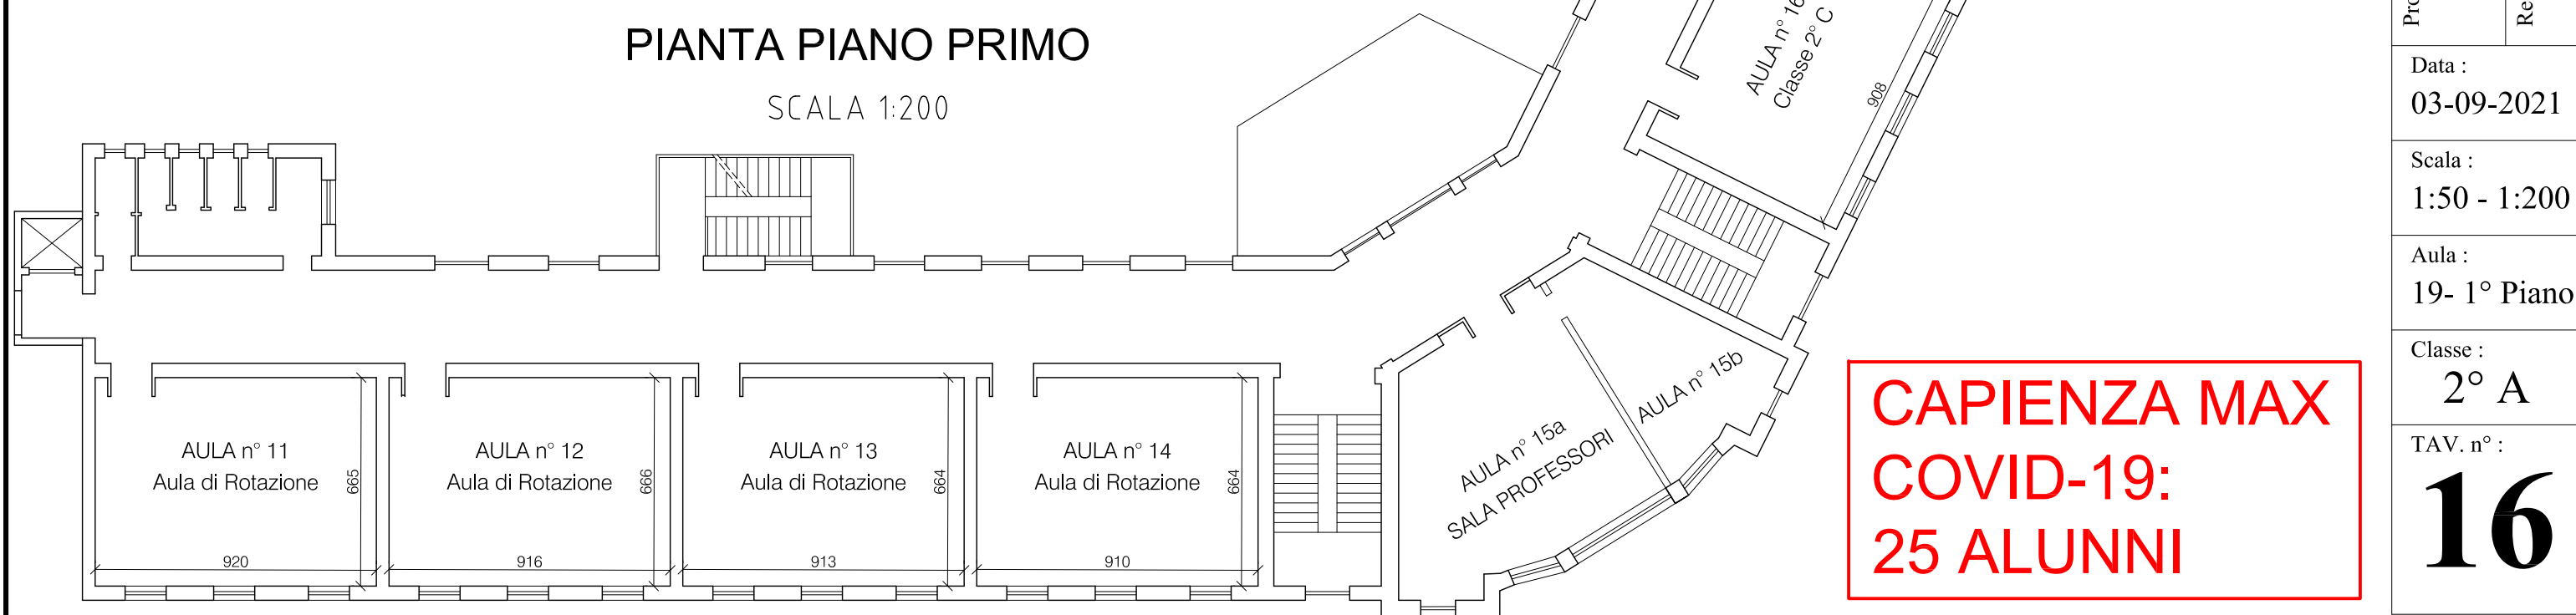 PIANTA PIANO PRIMO
SCALA 1:200
AULA n° 16
Classe 2° C
908
AULA n° 11
Aula di Rotazione
665
920
AULA n° 12
Aula di Rotazione
666
916
AULA n° 13
Aula di Rotazione
664
913
AULA n° 14
Aula di Rotazione
664
910
AULA n° 15a
SALA PROFESSORI
AULA n° 15b
CAPIENZA MAX
COVID-19:
25 ALUNNI
Data :
03-09-2021
Scala :
1:50 - 1:200
Aula :
19- 1° Piano
Classe :
2° A
TAV. n° :
16